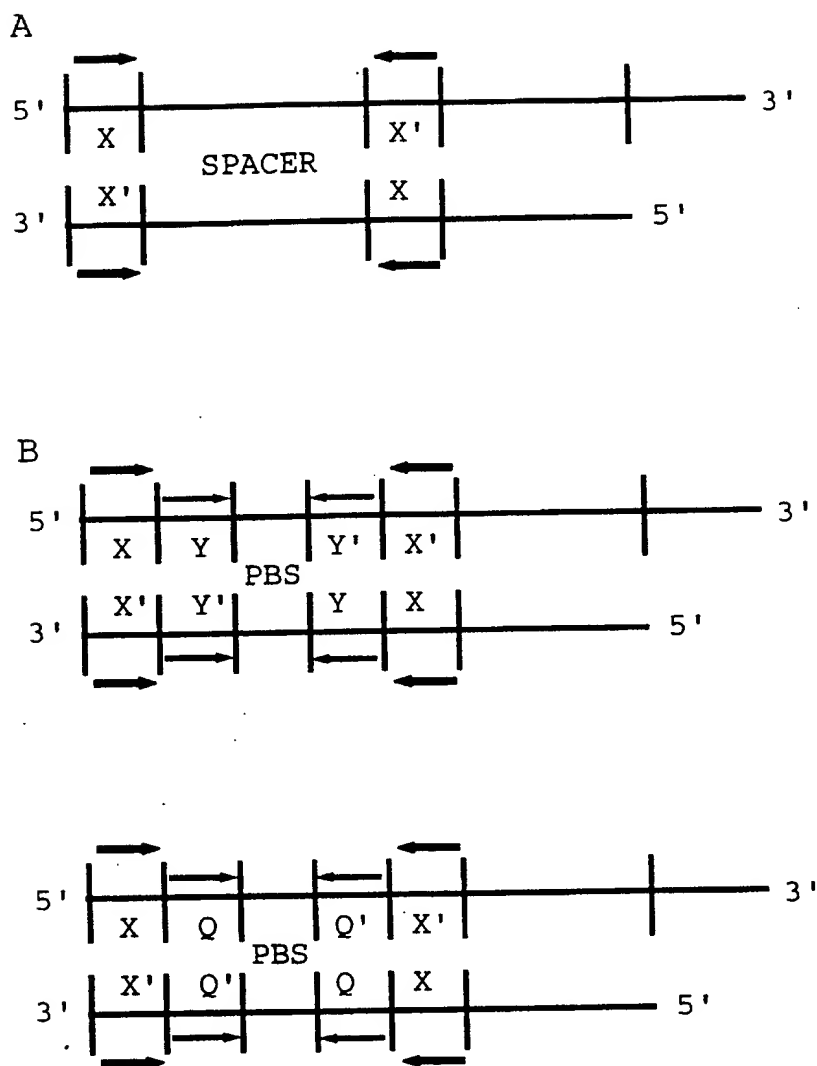 A
5' 3'
X X'
SPACER
X' X
3' 5'
B
5' 3'
X Y Y' X'
PBS
X' Y' Y X
3' 5'
5' 3'
X Q Q' X'
PBS
X' Q' Q X
3' 5'